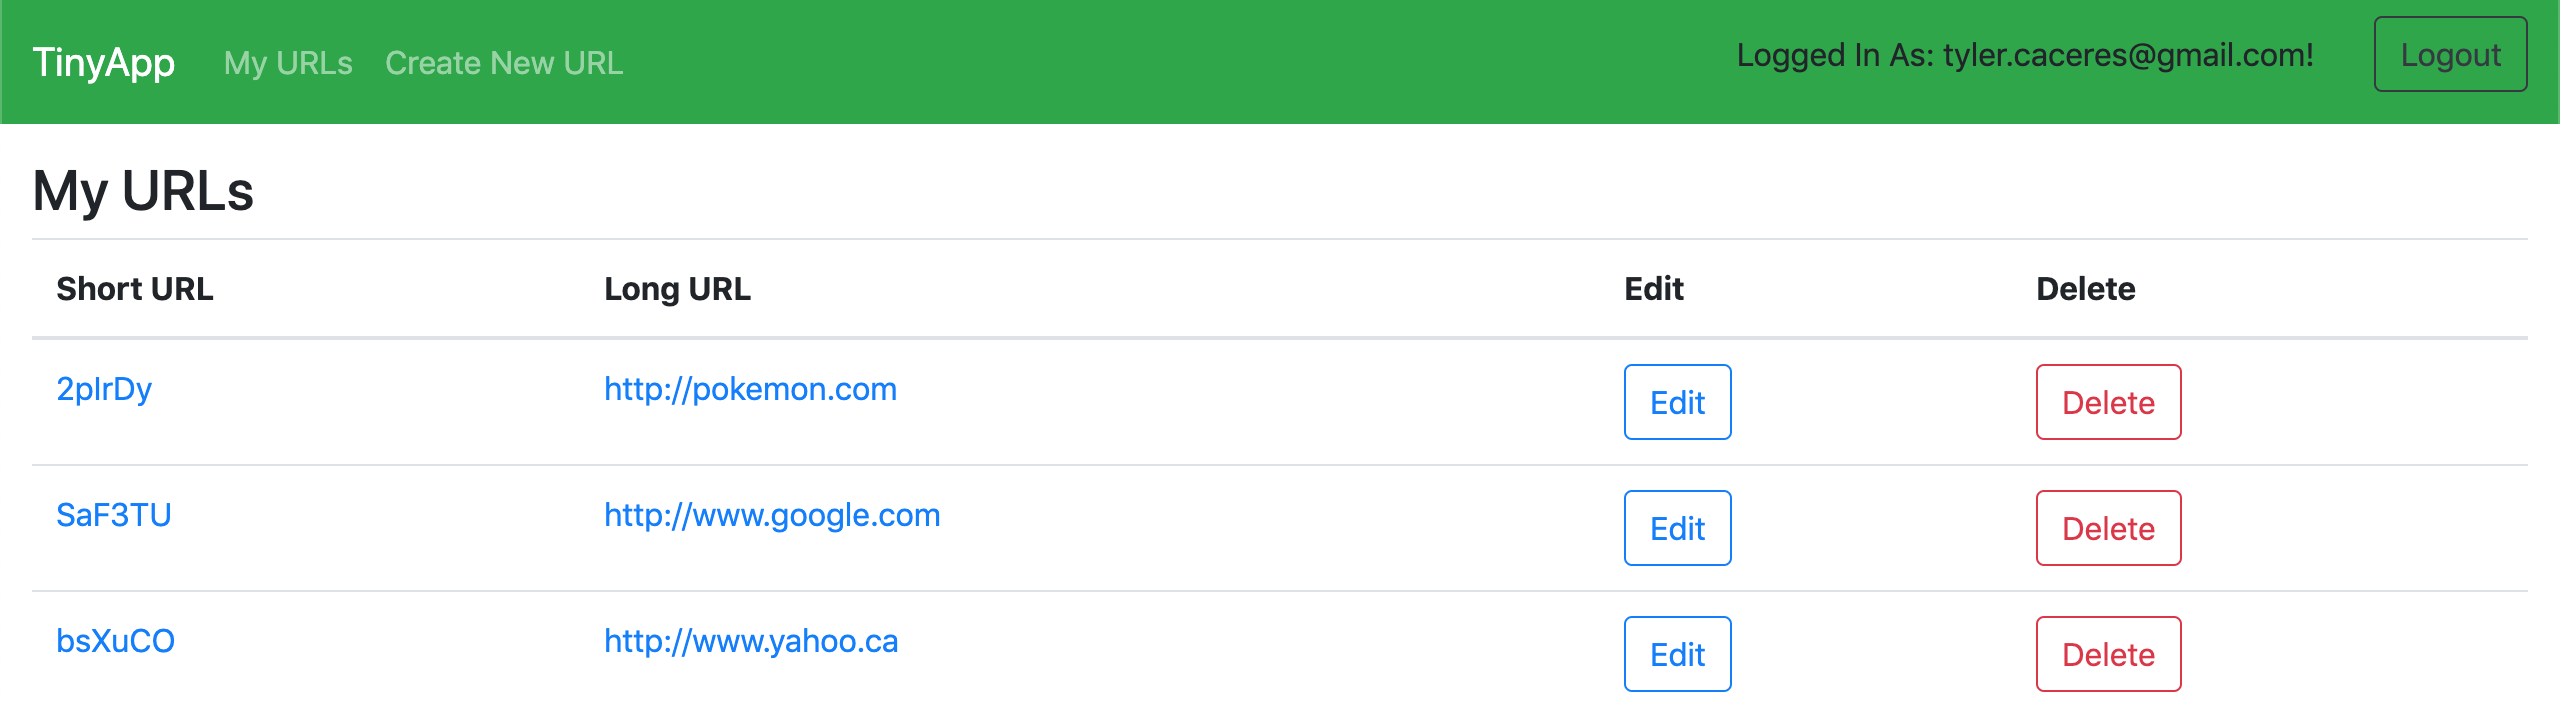 TinyApp My URLs Create New URL Logged In As: tyler.caceres@gmail.com! Logout
My URLs
Short URL Long URL Edit Delete
2pIrDy http://pokemon.com Edit Delete
SaF3TU http://www.google.com Edit Delete
bsXuCO http://www.yahoo.ca Edit Delete